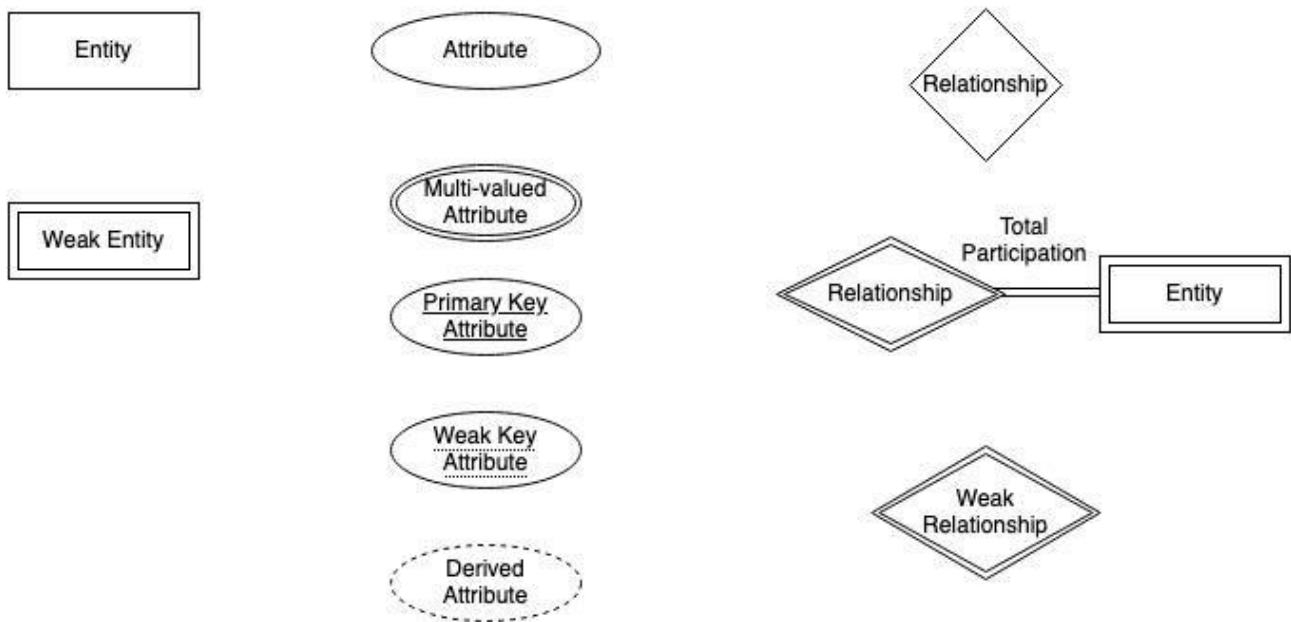 Entity
Attribute
Relationship
Weak Entity
Multi-valued
Attribute
Total
Participation
Relationship
Entity
Primary Key
Attribute
Weak Key
Attribute
Weak
Relationship
Derived
Attribute